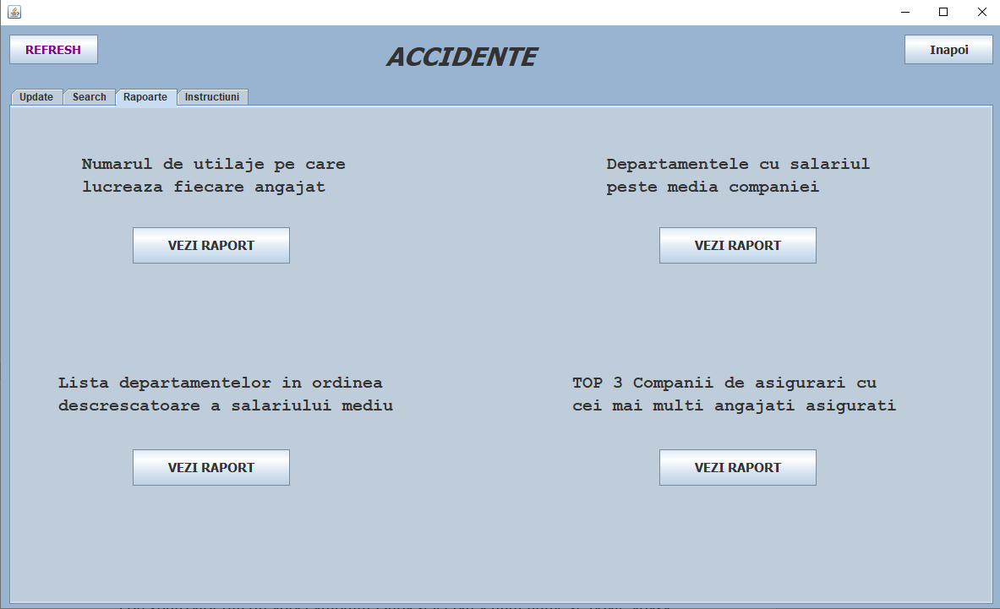 REFRESH
ACCIDENTE
Inapoi
Update
Search
Rapoarte
Instructiuni
Numarul de utilaje pe care
lucreaza fiecare angajat
VEZI RAPORT
Departamentele cu salariul
peste media companiei
VEZI RAPORT
Lista departamentelor in ordinea
descrescatoare a salariului mediu
VEZI RAPORT
TOP 3 Companii de asigurari cu
cei mai multi angajati asigurati
VEZI RAPORT